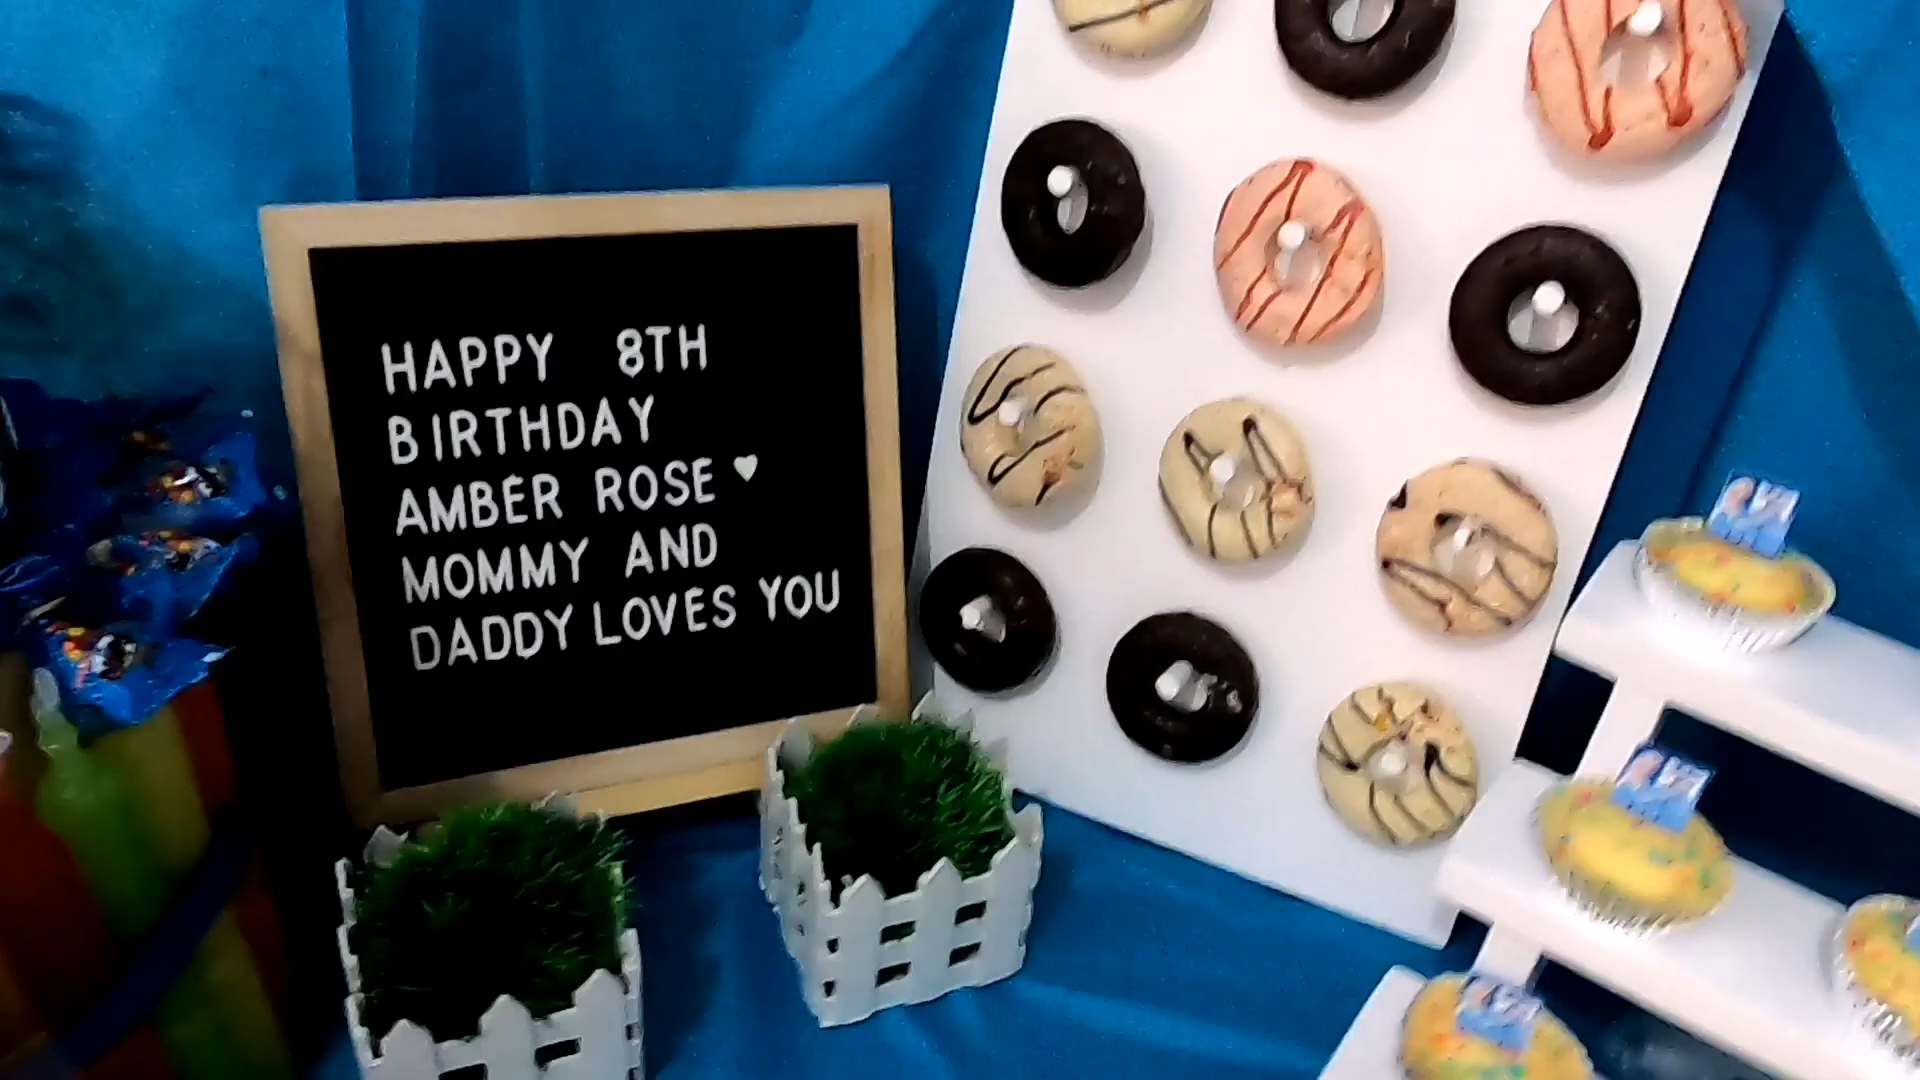 HAPPY 8TH
BIRTHDAY
AMBER ROSE ♥
MOMMY AND
DADDY LOVES YOU